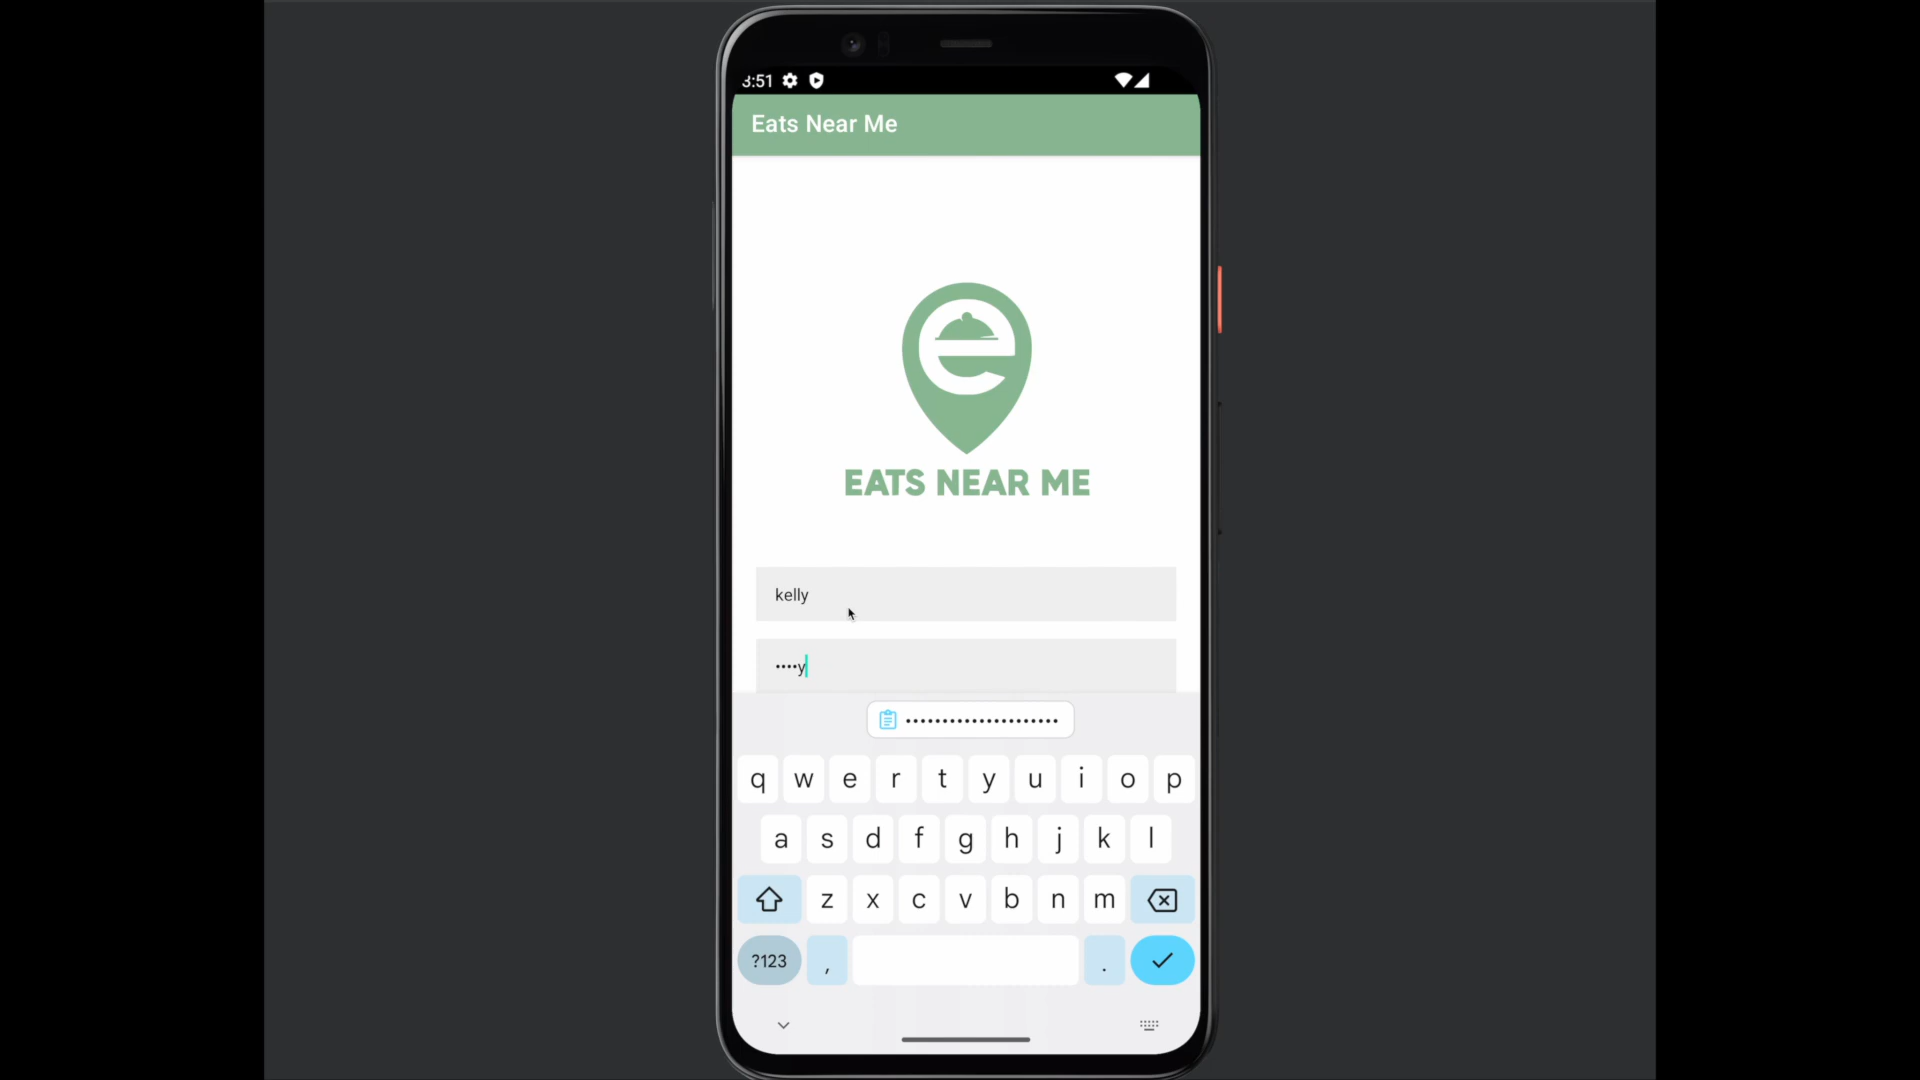 3:51
Eats Near Me
e
EATS NEAR ME
kelly
••••y
•••••••••••••••••••••
q w e r t y u i o p
a s d f g h j k l
z x c v b n m
?123 , .